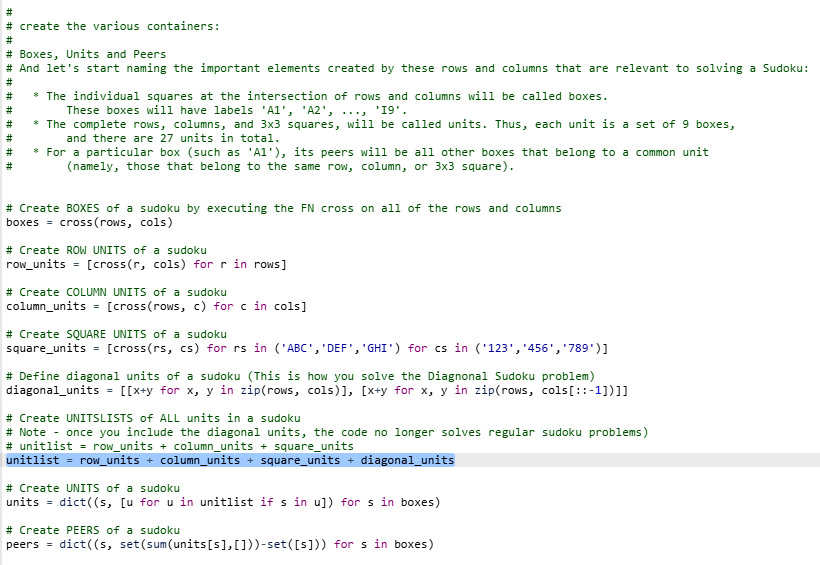 #
# create the various containers:
#
# Boxes, Units and Peers
# And let's start naming the important elements created by these rows and columns that are relevant to solving a Sudoku:
#
#   * The individual squares at the intersection of rows and columns will be called boxes.
#        These boxes will have labels 'A1', 'A2', ..., 'I9'.
#   * The complete rows, columns, and 3x3 squares, will be called units. Thus, each unit is a set of 9 boxes,
#        and there are 27 units in total.
#   * For a particular box (such as 'A1'), its peers will be all other boxes that belong to a common unit
#        (namely, those that belong to the same row, column, or 3x3 square).
# Create BOXES of a sudoku by executing the FN cross on all of the rows and columns
boxes = cross(rows, cols)
# Create ROW UNITS of a sudoku
row_units = [cross(r, cols) for r in rows]
# Create COLUMN UNITS of a sudoku
column_units = [cross(rows, c) for c in cols]
# Create SQUARE UNITS of a sudoku
square_units = [cross(rs, cs) for rs in ('ABC','DEF','GHI') for cs in ('123','456','789')]
# Define diagonal units of a sudoku (This is how you solve the Diagnonal Sudoku problem)
diagonal_units = [[x+y for x, y in zip(rows, cols)], [x+y for x, y in zip(rows, cols[::-1])]]
# Create UNITSLISTS of ALL units in a sudoku
# Note - once you include the diagonal units, the code no longer solves regular sudoku problems)
# unitlist = row_units + column_units + square_units
unitlist = row_units + column_units + square_units + diagonal_units
# Create UNITS of a sudoku
units = dict((s, [u for u in unitlist if s in u]) for s in boxes)
# Create PEERS of a sudoku
peers = dict((s, set(sum(units[s],[]))-set([s])) for s in boxes)